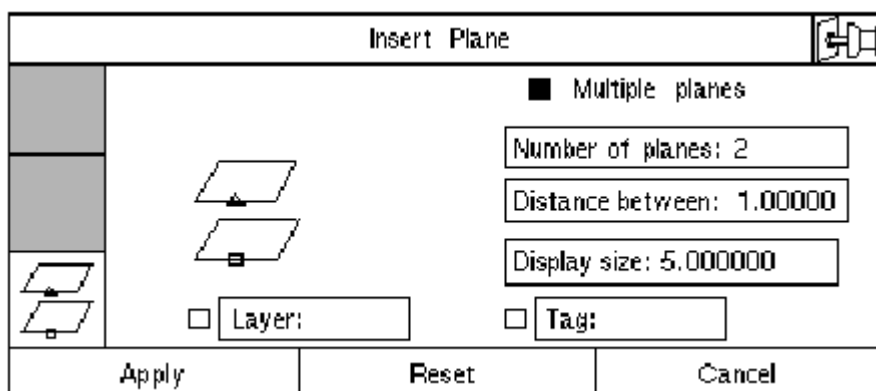 Insert Plane
Multiple planes
Number of planes: 2
Distance between: 1.00000
Display size: 5.000000
Layer:
Tag:
Apply
Reset
Cancel